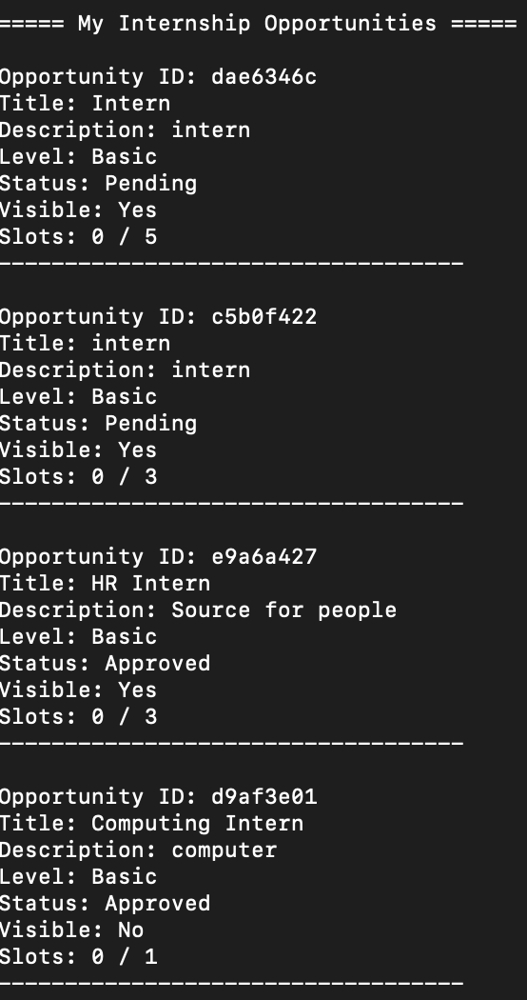 ===== My Internship Opportunities =====
Opportunity ID: dae6346c
Title: Intern
Description: intern
Level: Basic
Status: Pending
Visible: Yes
Slots: 0 / 5
-----------------------------------
Opportunity ID: c5b0f422
Title: intern
Description: intern
Level: Basic
Status: Pending
Visible: Yes
Slots: 0 / 3
-----------------------------------
Opportunity ID: e9a6a427
Title: HR Intern
Description: Source for people
Level: Basic
Status: Approved
Visible: Yes
Slots: 0 / 3
-----------------------------------
Opportunity ID: d9af3e01
Title: Computing Intern
Description: computer
Level: Basic
Status: Approved
Visible: No
Slots: 0 / 1
-----------------------------------